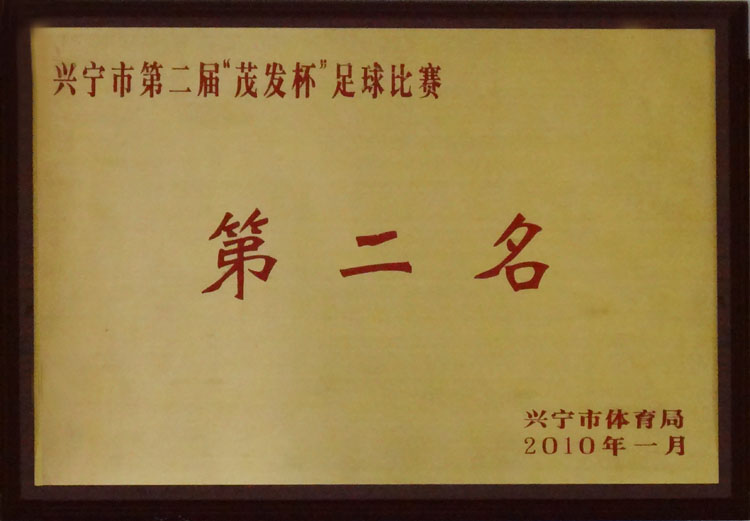 兴宁市第二届“茂发杯”足球比赛
第二名
兴宁市体育局
2010年一月